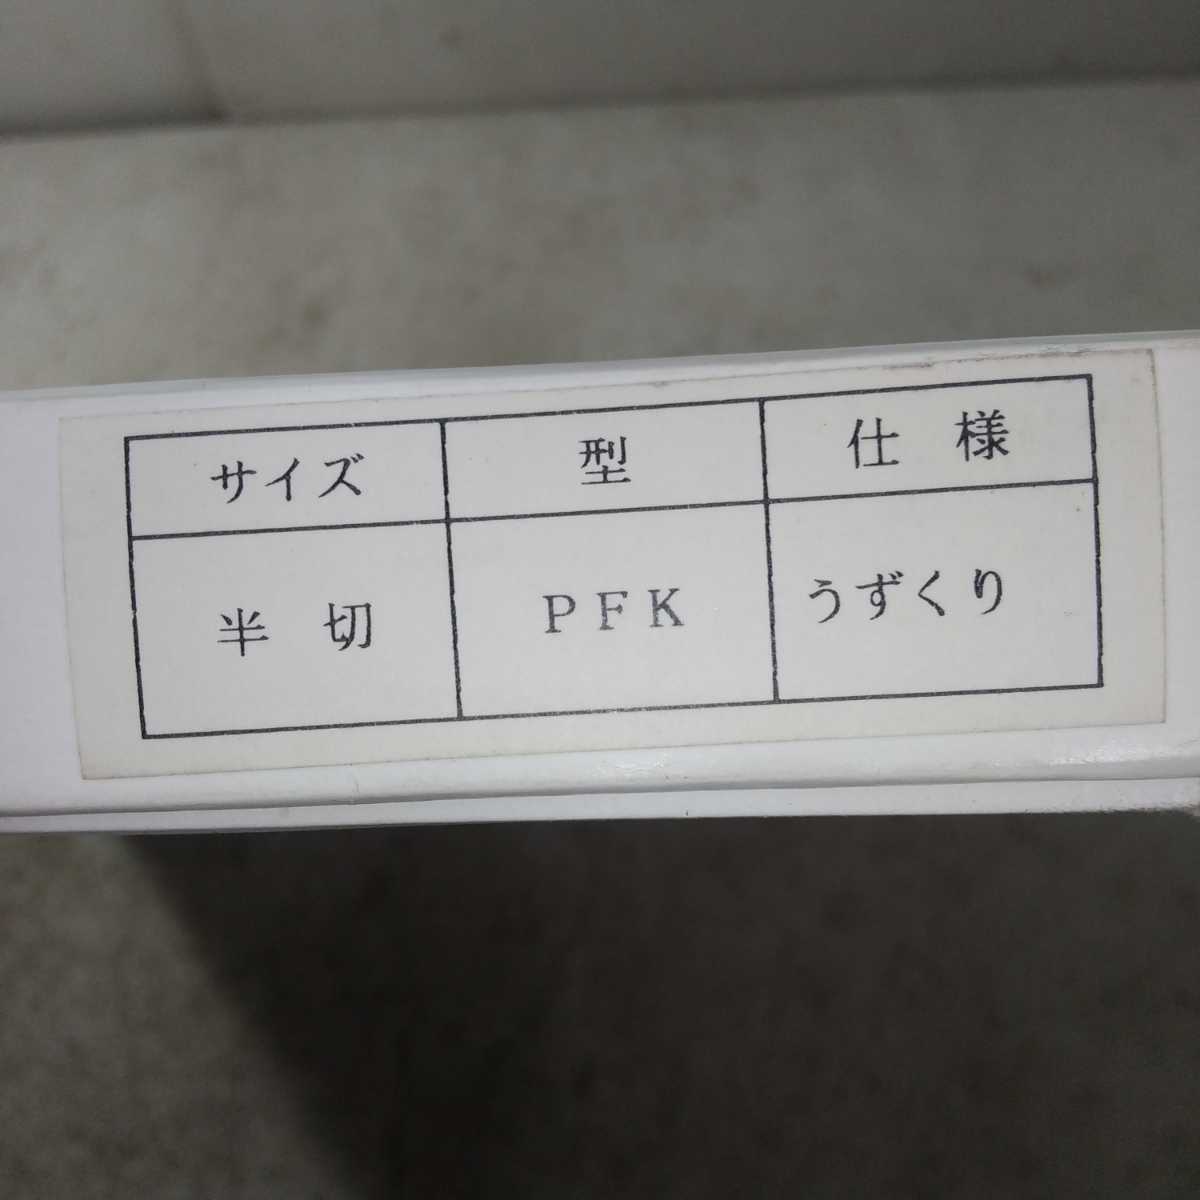 サイズ 型 仕 様
半 切 PFK うずくり